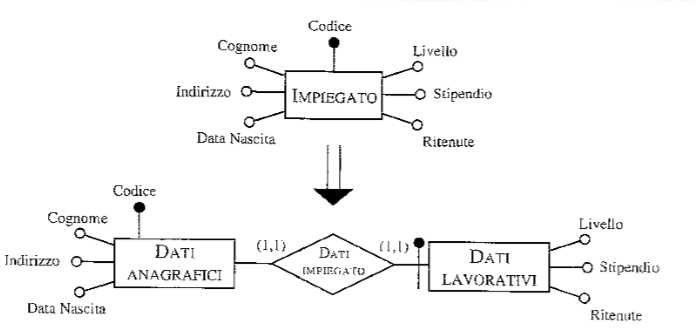 Codice
Cognome
Livello
Indirizzo
IMPIEGATO
Stipendio
Data Nascita
Ritenute
Codice
Cognome
Livello
(1,1)
(1,1)
DATI
ANAGRAFICI
DATI
IMPIEGATO
DATI
LAVORATIVI
Indirizzo
Stipendio
Data Nascita
Ritenute